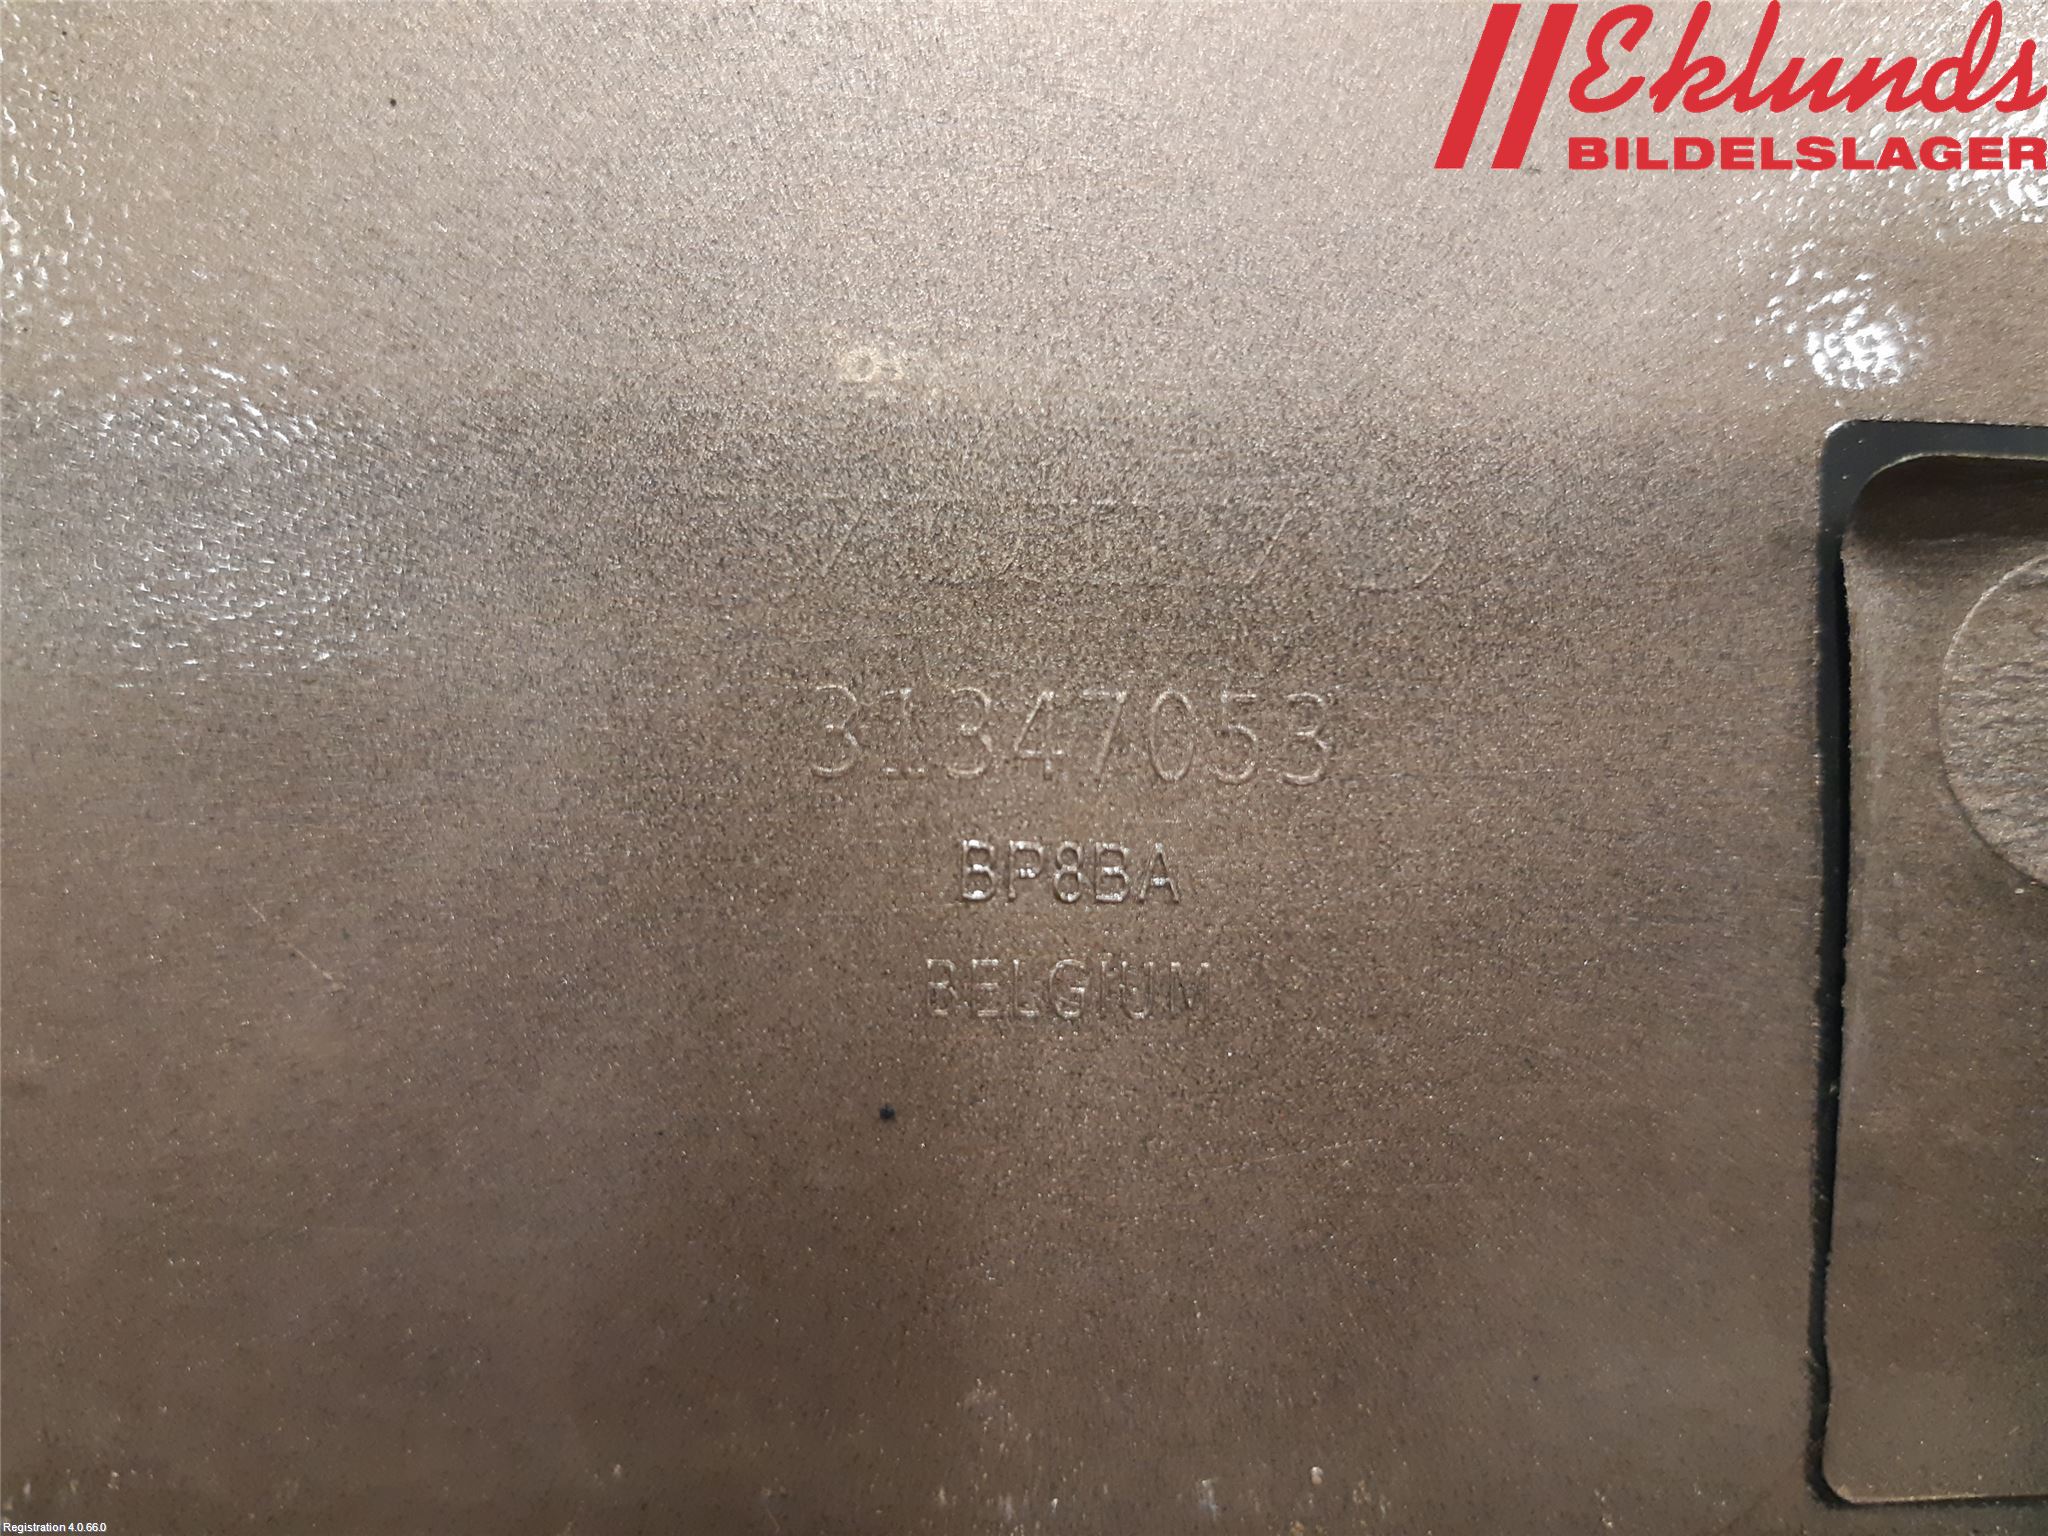 Eklunds
BILDELSLAGER
31347053
BP8BA
BELGIUM
Registration 4.0.66.0